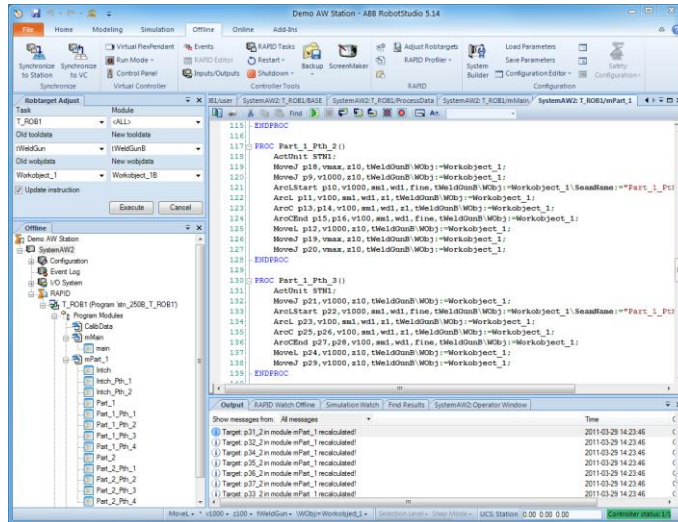 Demo AW Station - ABB RobotStudio 5.14
File Home Modeling Simulation Offline Online Add-Ins
Synchronize to Station
Synchronize to VC
Virtual FlexPendant
Run Mode
Control Panel
Events
RAPID Editor
Inputs/Outputs
RAPID Tasks
Restart
Shutdown
Backup
ScreenMaker
Adjust Robtargets
RAPID Profiler
System Builder
Load Parameters
Save Parameters
Configuration Editor
Safety Configuration
Synchronize Virtual Controller Controller Tools RAPID Configuration
Robtarget Adjust
Task Module
T_ROB1 <ALL>
Old tooldata New tooldata
tWeldGun tWeldGunB
Old wobjdata New wobjdata
Workobject_1 Workobject_1B
Update instruction
Execute Cancel
Offline
Demo AW Station
SystemAW2
Configuration
Event Log
I/O System
RAPID
T_ROB1 (Program 'stn_250B_T_ROB1')
Program Modules
CalibData
mMain
main
mPart_1
Intch
Intch_Pth_1
Intch_Pth_2
Part_1
Part_1_Pth_1
Part_1_Pth_2
Part_1_Pth_3
Part_1_Pth_4
Part_2
Part_2_Pth_1
Part_2_Pth_2
Part_2_Pth_3
Part_2_Pth_4
SystemAW2: T_ROB1/BASE SystemAW2: T_ROB1/ProcessData SystemAW2: T_ROB1/mMain SystemAW2: T_ROB1/mPart_1
Find
115 ENDPROC
116
117 PROC Part_1_Pth_2()
118 ActUnit STN1;
119 MoveJ p18,vmax,z10,tWeldGunB\WObj:=Workobject_1;
120 MoveJ p9,v1000,z10,tWeldGunB\WObj:=Workobject_1;
121 ArcLStart p10,v1000,sm1,wd1,fine,tWeldGunB\WObj:=Workobject_1\SeamName:="Part_1_Pt
122 ArcL p11,v100,sm1,wd1,z1,tWeldGunB\WObj:=Workobject_1;
123 ArcC p13,p14,v100,sm1,wd1,z1,tWeldGunB\WObj:=Workobject_1;
124 ArcCEnd p15,p16,v100,sm1,wd1,fine,tWeldGunB\WObj:=Workobject_1;
125 MoveL p12,v1000,z10,tWeldGunB\WObj:=Workobject_1;
126 MoveJ p19,vmax,z10,tWeldGunB\WObj:=Workobject_1;
127 MoveJ p20,vmax,z10,tWeldGunB\WObj:=Workobject_1;
128 ENDPROC
129
130 PROC Part_1_Pth_3()
131 ActUnit STN1;
132 MoveJ p21,v1000,z10,tWeldGunB\WObj:=Workobject_1;
133 ArcLStart p22,v1000,sm1,wd1,fine,tWeldGunB\WObj:=Workobject_1\SeamName:="Part_1_Pt
134 ArcL p23,v100,sm1,wd1,z1,tWeldGunB\WObj:=Workobject_1;
135 ArcC p25,p26,v100,sm1,wd1,z1,tWeldGunB\WObj:=Workobject_1;
136 ArcCEnd p27,p28,v100,sm1,wd1,fine,tWeldGunB\WObj:=Workobject_1;
137 MoveL p24,v1000,z10,tWeldGunB\WObj:=Workobject_1;
138 MoveJ p29,v1000,z10,tWeldGunB\WObj:=Workobject_1;
139 ENDPROC
Output RAPID Watch Offline Simulation Watch Find Results SystemAW2: Operator Window
Show messages from: All messages Time
Target: p31_2 in module mPart_1 recalculated! 2011-03-29 14:23:46
Target: p32_2 in module mPart_1 recalculated! 2011-03-29 14:23:46
Target: p34_2 in module mPart_1 recalculated! 2011-03-29 14:23:46
Target: p35_2 in module mPart_1 recalculated! 2011-03-29 14:23:46
Target: p36_2 in module mPart_1 recalculated! 2011-03-29 14:23:46
Target: p37_2 in module mPart_1 recalculated! 2011-03-29 14:23:46
Target: p33_2 in module mPart_1 recalculated! 2011-03-29 14:23:46
MoveL * v1000 z100 tWeldGun \WObj:=Workobject_1 Selection Level Snap Mode UCS: Station 0.00 0.00 0.00 Controller status: 1/1